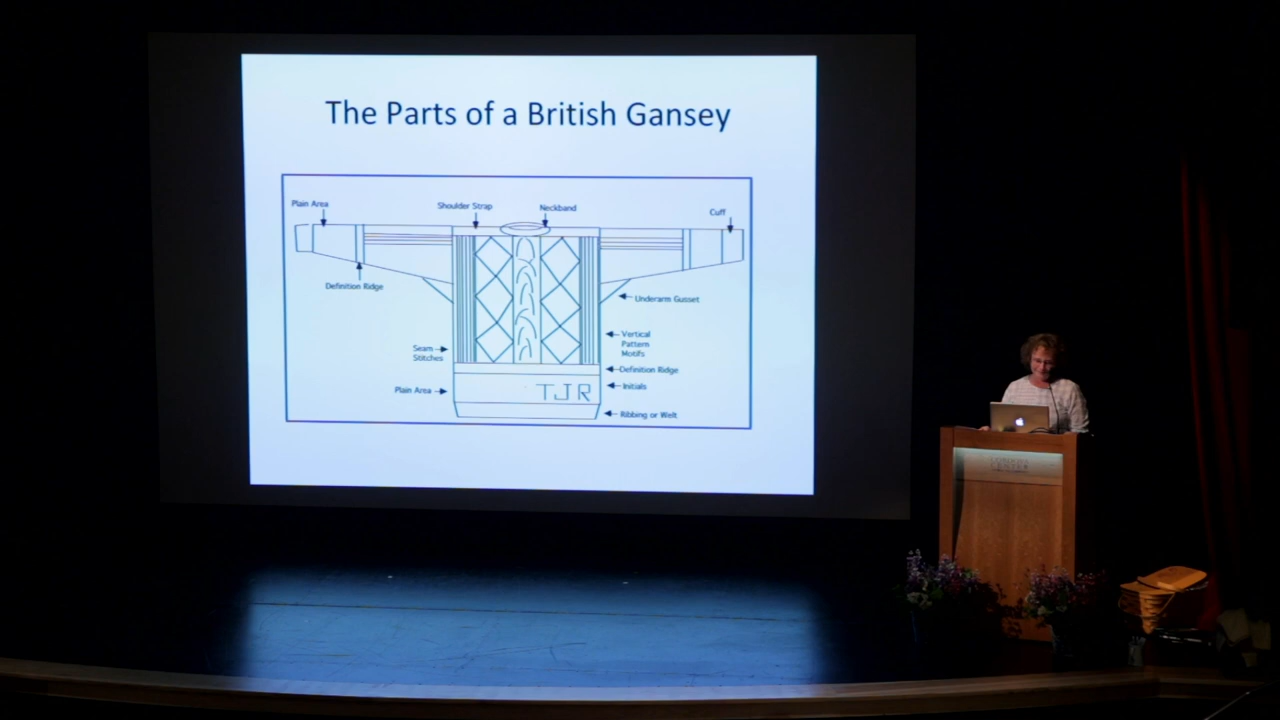 The Parts of a British Gansey
Plain Area
Shoulder Strap
Neckband
Cuff
Definition Ridge
Underarm Gusset
Seam
Stitches
Vertical
Pattern
Motifs
Definition Ridge
Plain Area
Initials
TJR
Ribbing or Welt
CENTER